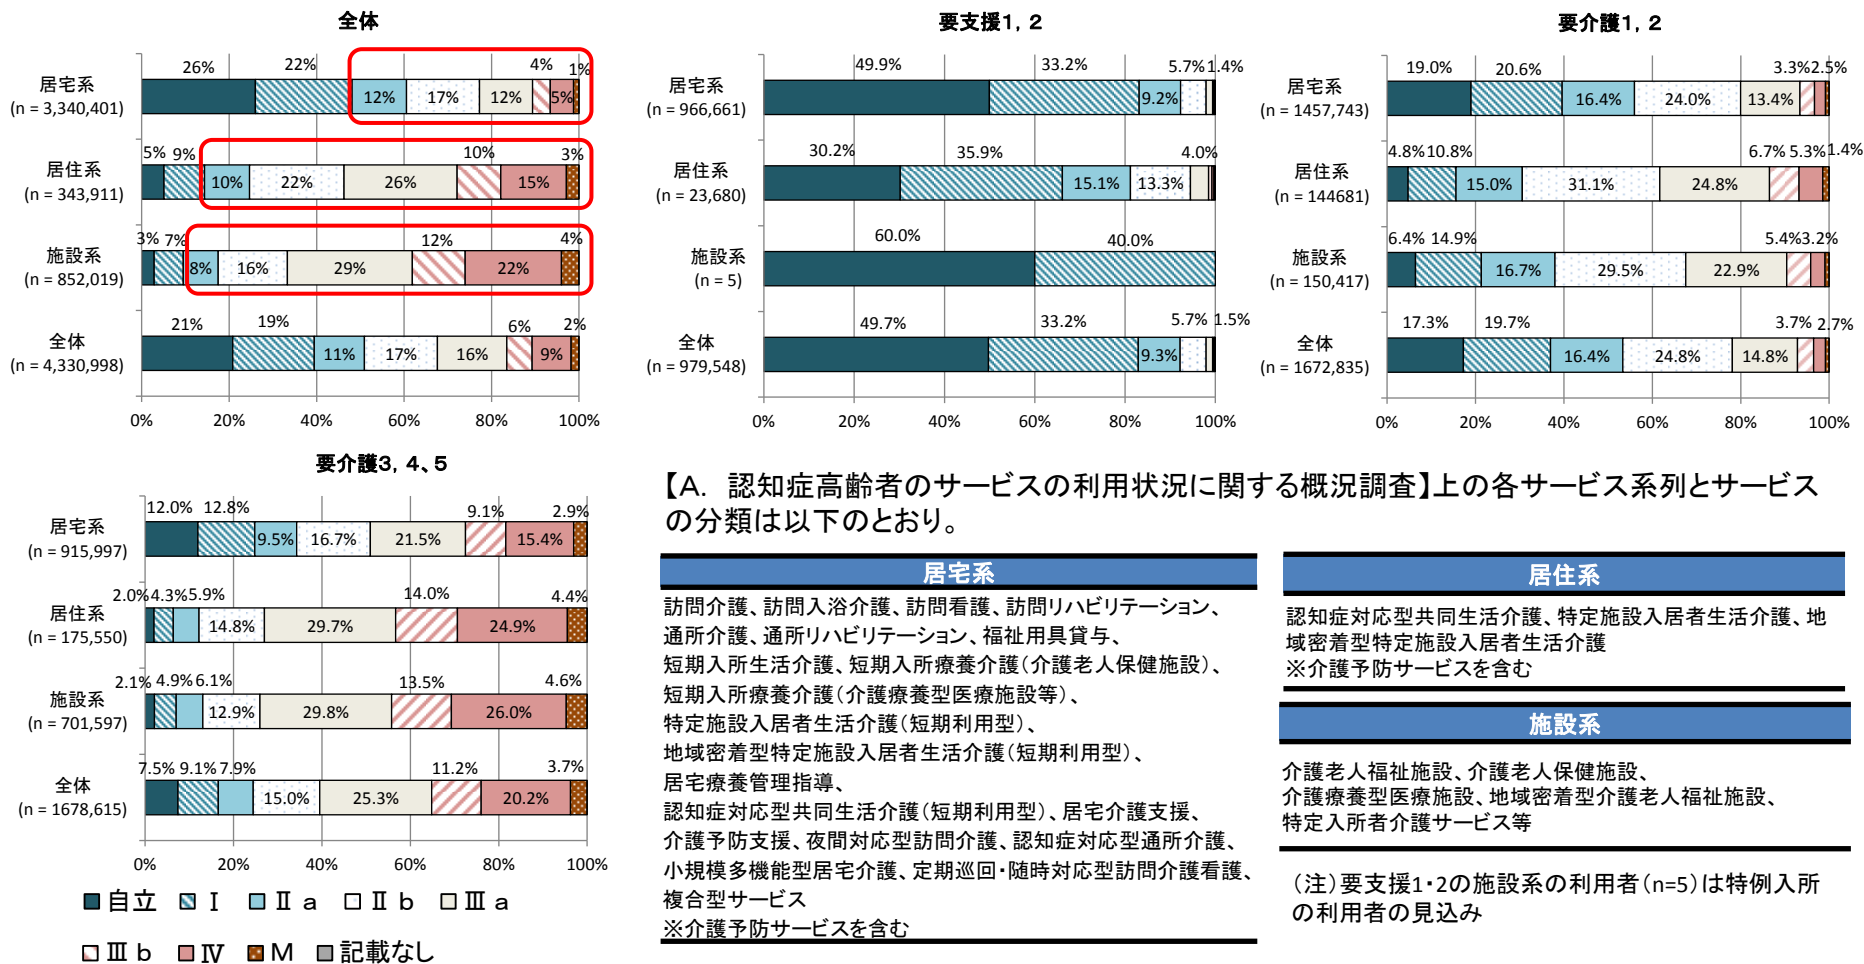 全体
26%
22%
4%
1%
居宅系
(n = 3,340,401)
12%
17%
12%
5%
5%
9%
10%
3%
居住系
(n = 343,911)
10%
22%
26%
15%
3%
7%
12%
4%
施設系
(n = 852,019)
8%
16%
29%
22%
21%
19%
6%
2%
全体
(n = 4,330,998)
11%
17%
16%
9%
0%
20%
40%
60%
80%
100%
要支援1, 2
49.9%
33.2%
5.7%
1.4%
居宅系
(n = 966,661)
9.2%
30.2%
35.9%
4.0%
居住系
(n = 23,680)
15.1%
13.3%
60.0%
40.0%
施設系
(n = 5)
49.7%
33.2%
5.7%
1.5%
全体
(n = 979,548)
9.3%
0%
20%
40%
60%
80%
100%
要介護1, 2
19.0%
20.6%
3.3%
2.5%
居宅系
(n = 1457,743)
16.4%
24.0%
13.4%
4.8%
10.8%
6.7%
5.3%
1.4%
居住系
(n = 144681)
15.0%
31.1%
24.8%
6.4%
14.9%
5.4%
3.2%
施設系
(n = 150,417)
16.7%
29.5%
22.9%
17.3%
19.7%
3.7%
2.7%
全体
(n = 1672,835)
16.4%
24.8%
14.8%
0%
20%
40%
60%
80%
100%
要介護3, 4、5
12.0%
12.8%
9.1%
2.9%
居宅系
(n = 915,997)
9.5%
16.7%
21.5%
15.4%
2.0%
4.3%
5.9%
14.0%
4.4%
居住系
(n = 175,550)
14.8%
29.7%
24.9%
2.1%
4.9%
6.1%
13.5%
4.6%
施設系
(n = 701,597)
12.9%
29.8%
26.0%
7.5%
9.1%
7.9%
11.2%
3.7%
全体
(n = 1678,615)
15.0%
25.3%
20.2%
0%
20%
40%
60%
80%
100%
自立 Ⅰ Ⅱa Ⅱb Ⅲa
Ⅲb Ⅳ M 記載なし
【A. 認知症高齢者のサービスの利用状況に関する概況調査】上の各サービス系列とサービス
の分類は以下のとおり。
居宅系
訪問介護、訪問入浴介護、訪問看護、訪問リハビリテーション、
通所介護、通所リハビリテーション、福祉用具貸与、
短期入所生活介護、短期入所療養介護(介護老人保健施設)、
短期入所療養介護(介護療養型医療施設等)、
特定施設入居者生活介護(短期利用型)、
地域密着型特定施設入居者生活介護(短期利用型)、
居宅療養管理指導、
認知症対応型共同生活介護(短期利用型)、居宅介護支援、
介護予防支援、夜間対応型訪問介護、認知症対応型通所介護、
小規模多機能型居宅介護、定期巡回・随時対応型訪問介護看護、
複合型サービス
※介護予防サービスを含む
居住系
認知症対応型共同生活介護、特定施設入居者生活介護、地
域密着型特定施設入居者生活介護
※介護予防サービスを含む
施設系
介護老人福祉施設、介護老人保健施設、
介護療養型医療施設、地域密着型介護老人福祉施設、
特定入所者介護サービス等
(注)要支援1・2の施設系の利用者(n=5)は特例入所
の利用者の見込み